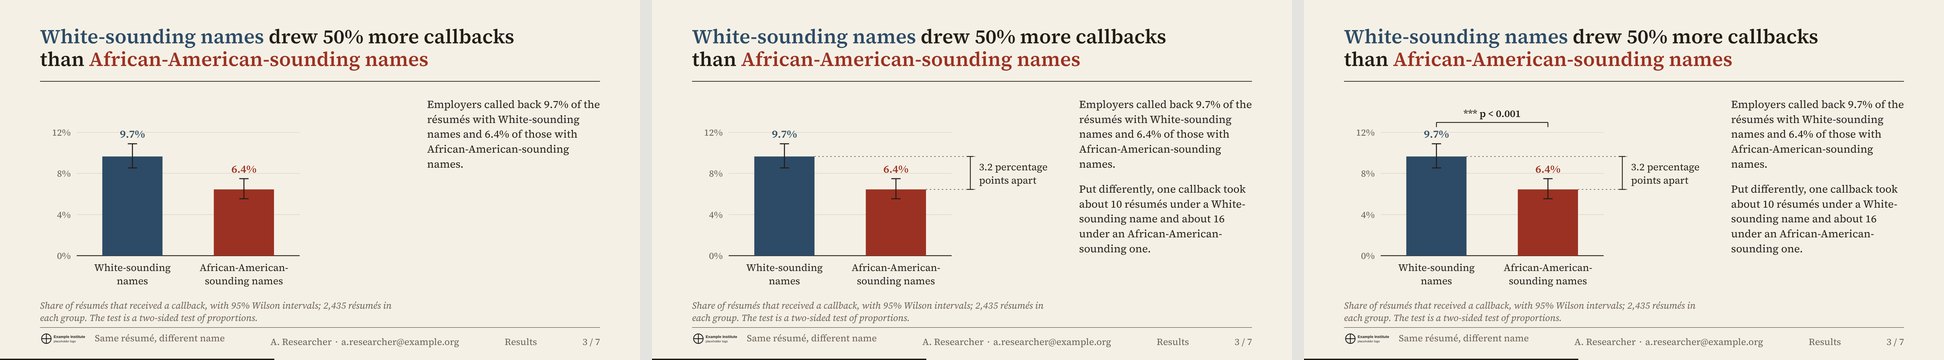 White-sounding names drew 50% more callbacks
than African-American-sounding names
12%
8%
4%
0%
9.7%
6.4%
White-sounding
names
African-American-
sounding names
Employers called back 9.7% of the
résumés with White-sounding
names and 6.4% of those with
African-American-sounding
names.
Share of résumés that received a callback, with 95% Wilson intervals; 2,435 résumés in
each group. The test is a two-sided test of proportions.
Example Institute
placeholder logo
Same résumé, different name
A. Researcher · a.researcher@example.org
Results
3 / 7
White-sounding names drew 50% more callbacks
than African-American-sounding names
12%
8%
4%
0%
9.7%
6.4%
3.2 percentage
points apart
White-sounding
names
African-American-
sounding names
Employers called back 9.7% of the
résumés with White-sounding
names and 6.4% of those with
African-American-sounding
names.
Put differently, one callback took
about 10 résumés under a White-
sounding name and about 16
under an African-American-
sounding one.
Share of résumés that received a callback, with 95% Wilson intervals; 2,435 résumés in
each group. The test is a two-sided test of proportions.
Example Institute
placeholder logo
Same résumé, different name
A. Researcher · a.researcher@example.org
Results
3 / 7
White-sounding names drew 50% more callbacks
than African-American-sounding names
*** p < 0.001
12%
8%
4%
0%
9.7%
6.4%
3.2 percentage
points apart
White-sounding
names
African-American-
sounding names
Employers called back 9.7% of the
résumés with White-sounding
names and 6.4% of those with
African-American-sounding
names.
Put differently, one callback took
about 10 résumés under a White-
sounding name and about 16
under an African-American-
sounding one.
Share of résumés that received a callback, with 95% Wilson intervals; 2,435 résumés in
each group. The test is a two-sided test of proportions.
Example Institute
placeholder logo
Same résumé, different name
A. Researcher · a.researcher@example.org
Results
3 / 7